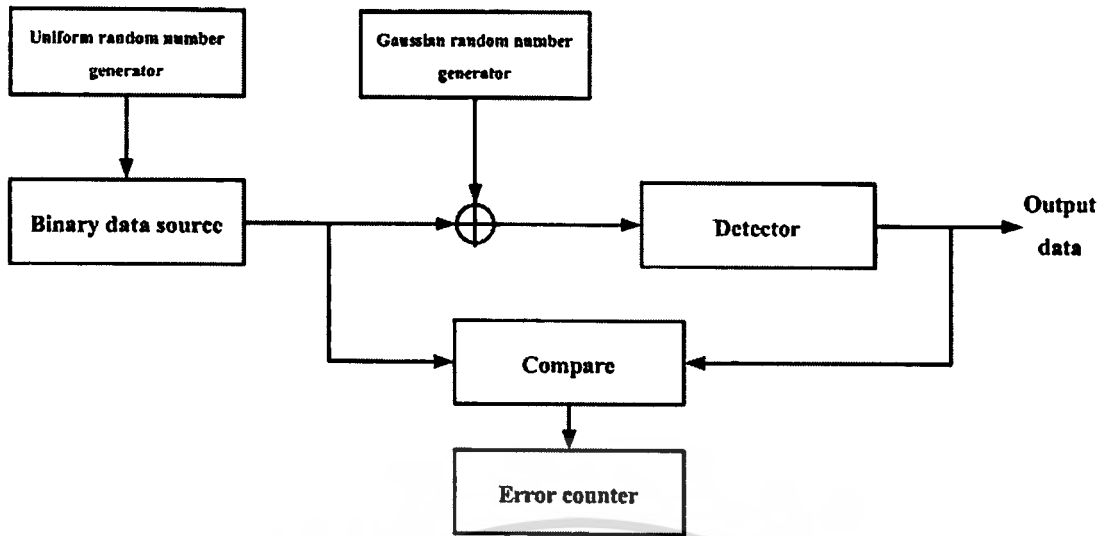 Uniform random number
generator
Gaussian random number
generator
Binary data source
Detector
Output
data
Compare
Error counter